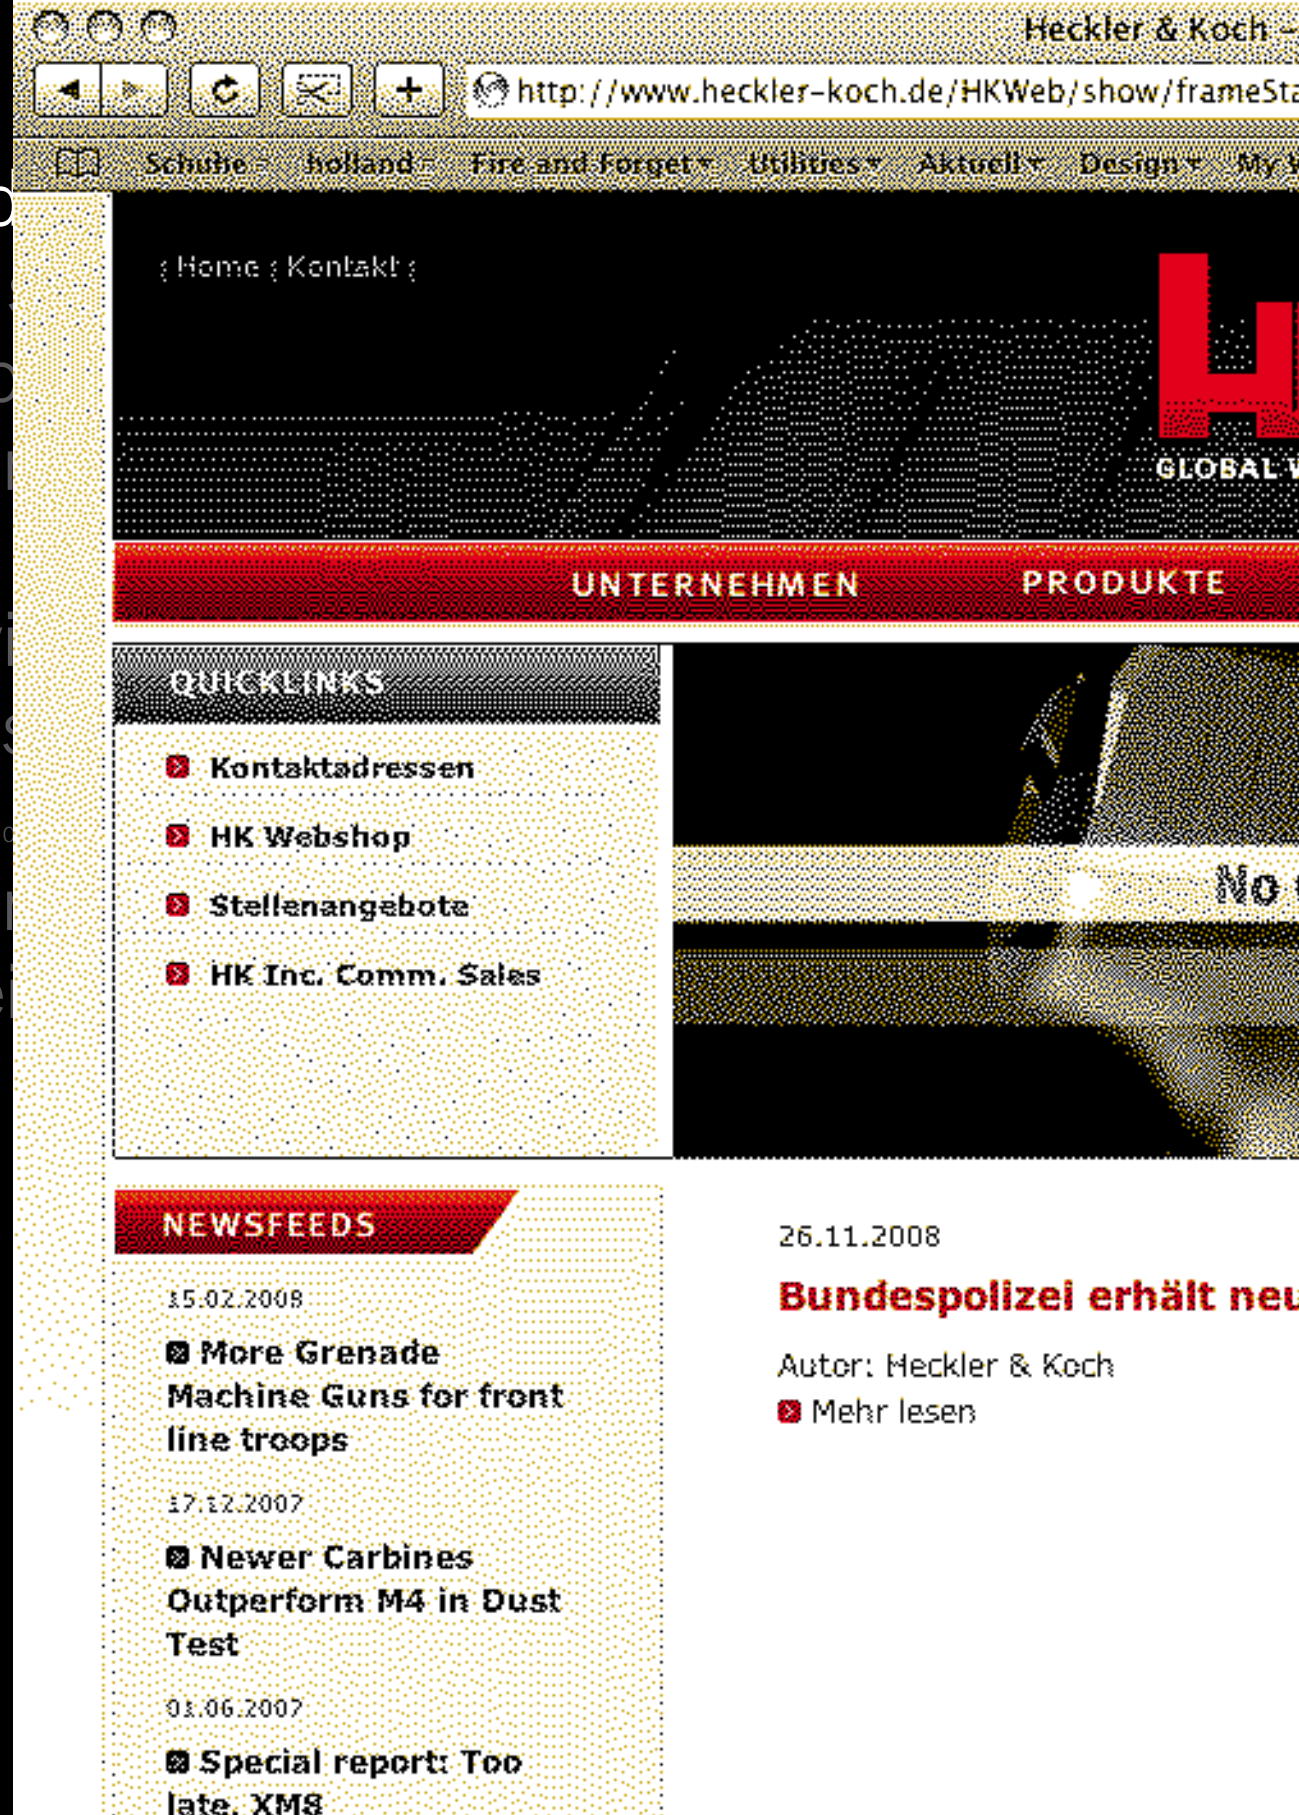 Heckler & Koch –
http://www.heckler-koch.de/HKWeb/show/frameSta
Schuhe holland Fire and Forget Utilities Aktuell Design My
Home Kontakt
GLOBAL
UNTERNEHMEN PRODUKTE
QUICKLINKS
Kontaktadressen
HK Webshop
No
Stellenangebote
HK Inc. Comm. Sales
NEWSFEEDS
15.02.2008
More Grenade
Machine Guns for front
line troops
17.12.2007
Newer Carbines
Outperform M4 in Dust
Test
01.06.2007
Special report: Too
late, XM8
26.11.2008
Bundespolizei erhält neu
Autor: Heckler & Koch
Mehr lesen